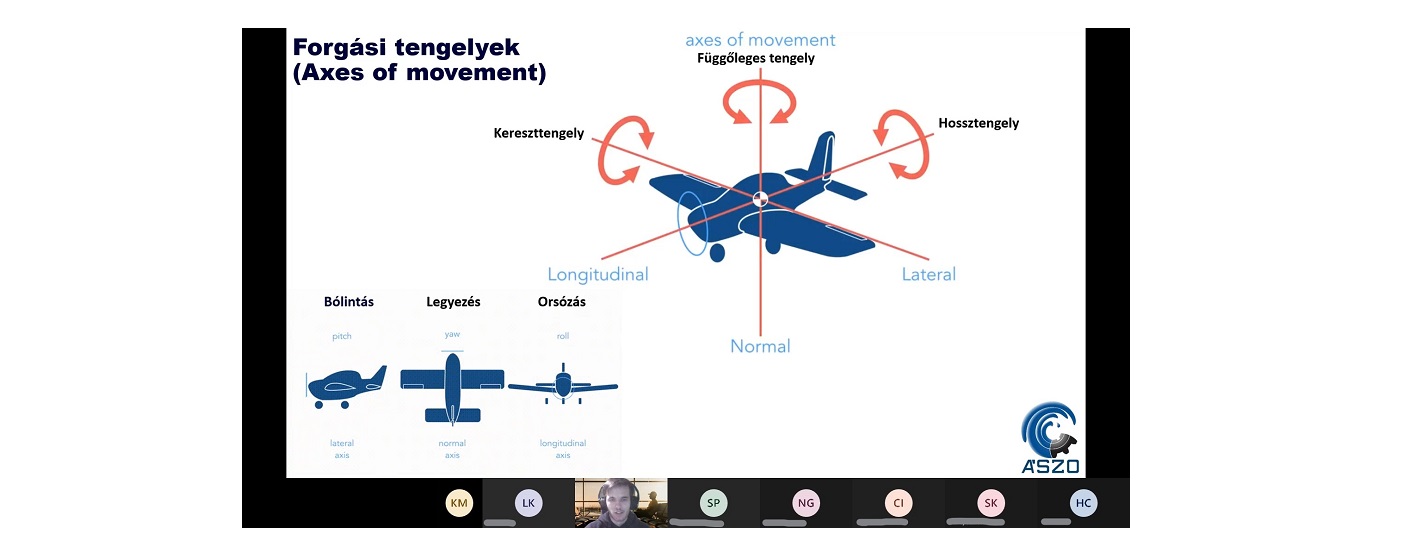 Forgási tengelyek
(Axes of movement)
axes of movement
Függőleges tengely
Kereszttengely
Hossztengely
Longitudinal
Lateral
Normal
Bólintás
Legyezés
Orsózás
pitch
yaw
roll
lateral
axis
normal
axis
longitudinal
axis
ÁSZO
KM
LK
SP
NG
CI
SK
HC